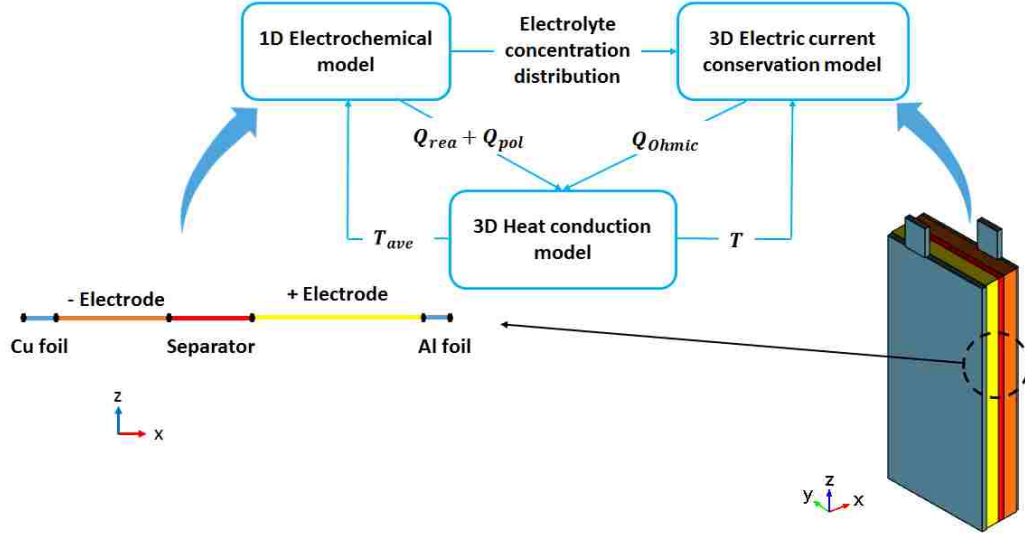 1D Electrochemical
model
Electrolyte
concentration
distribution
3D Electric current
conservation model
Q_rea + Q_pol
Q_Ohmic
3D Heat conduction
model
T_ave
T
- Electrode
+ Electrode
Cu foil
Separator
Al foil
z
x
z
y
x